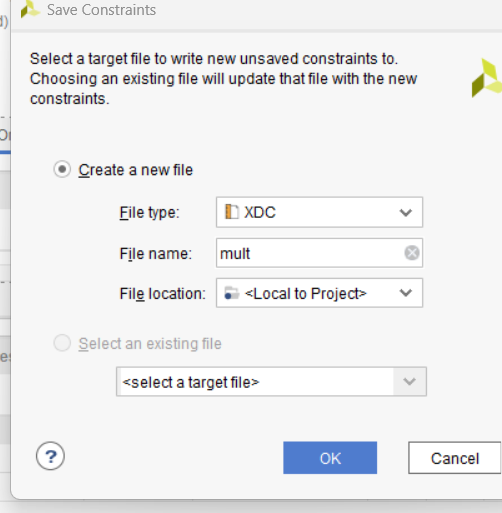 Save Constraints
Select a target file to write new unsaved constraints to.
Choosing an existing file will update that file with the new
constraints.
Create a new file
File type: XDC
File name: mult
File location: <Local to Project>
Select an existing file
<select a target file>
? OK Cancel